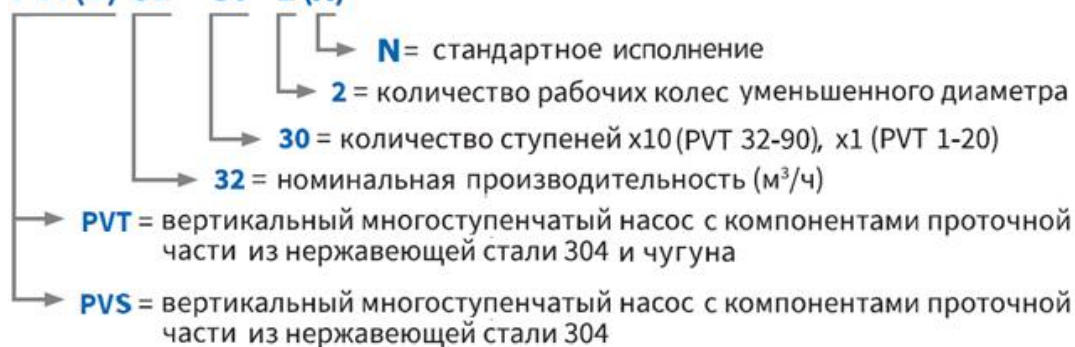 N = стандартное исполнение
2 = количество рабочих колес уменьшенного диаметра
30 = количество ступеней x10 (PVT 32-90), x1 (PVT 1-20)
32 = номинальная производительность (м³/ч)
PVT = вертикальный многоступенчатый насос с компонентами проточной
части из нержавеющей стали 304 и чугуна
PVS = вертикальный многоступенчатый насос с компонентами проточной
части из нержавеющей стали 304